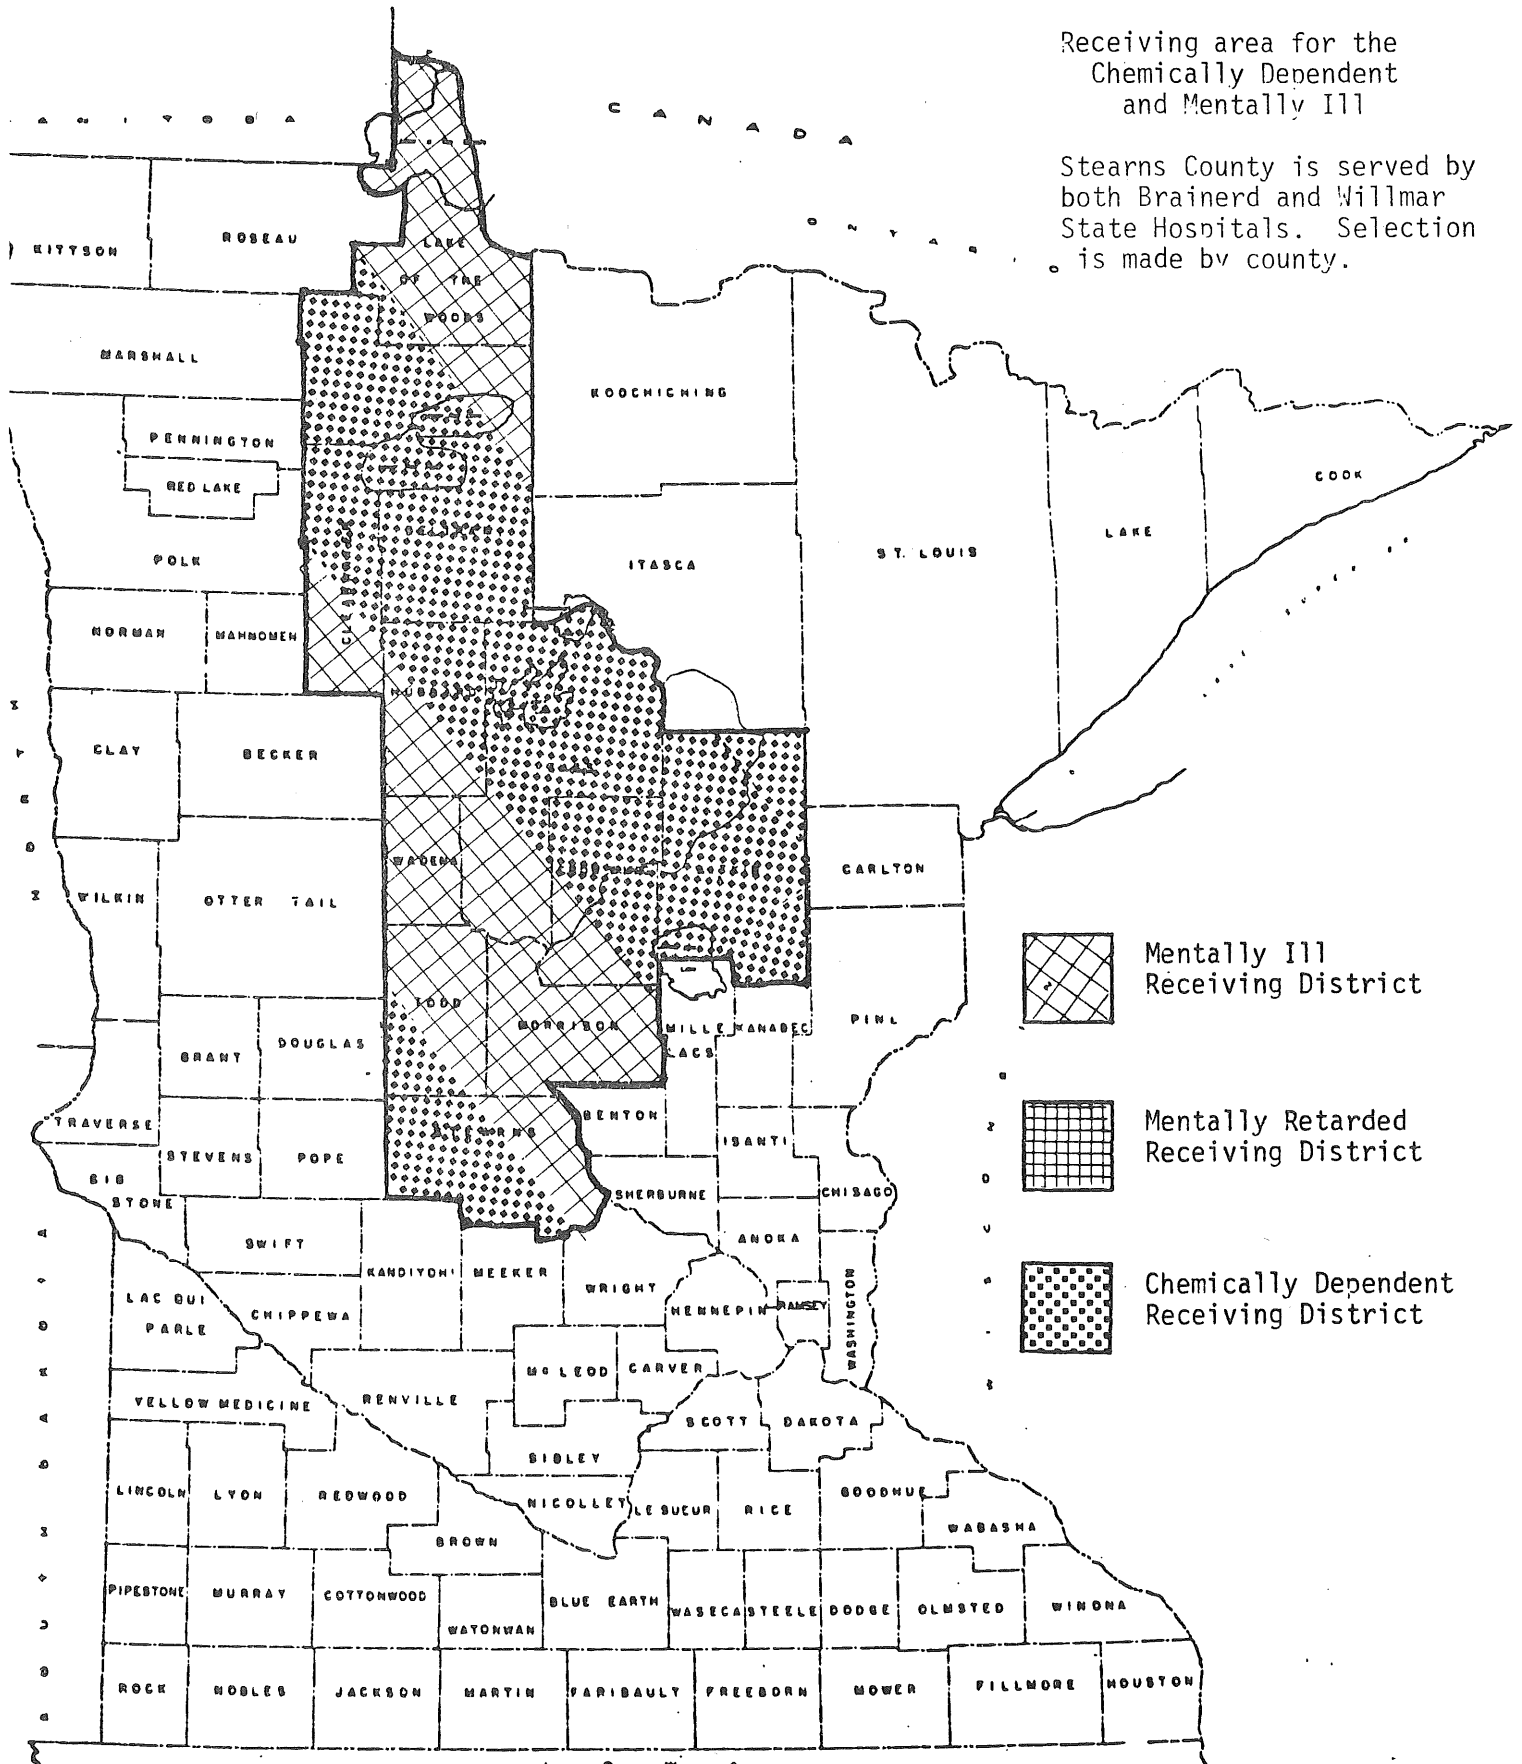 Receiving area for the
Chemically Dependent
and Mentally Ill
CANADA
Stearns County is served by
both Brainerd and Willmar
State Hospitals. Selection
is made by county.
KITTSON
ROSEAU
LAKE
OF THE
WOODS
MARSHALL
KOOCHICHING
PENNINGTON
RED LAKE
COOK
LAKE
ST. LOUIS
ITASCA
POLK
NORMAN
MAHNOMEN
CLAY
BECKER
WADENA
CARLTON
WILKIN
OTTER TAIL
Mentally Ill
Receiving District
TODD
MORRISON
MILLE
LACS
KANABEC
PINE
GRANT
DOUGLAS
TRAVERSE
BENTON
ISANTI
STEARNS
Mentally Retarded
Receiving District
STEVENS
POPE
BIG
STONE
SHERBURNE
CHISAGO
SWIFT
ANOKA
KANDIYOHI
MEEKER
WRIGHT
HENNEPIN
RAMSEY
WASHINGTON
Chemically Dependent
Receiving District
LAC QUI
PARLE
CHIPPEWA
McLEOD
CARVER
YELLOW MEDICINE
RENVILLE
SCOTT
DAKOTA
SIBLEY
LINCOLN
LYON
REDWOOD
NICOLLET
LE SUEUR
RICE
GOODHUE
WABASHA
BROWN
PIPESTONE
MURRAY
COTTONWOOD
WATONWAN
BLUE EARTH
WASECA
STEELE
DODGE
OLMSTED
WINONA
ROCK
NOBLES
JACKSON
MARTIN
FARIBAULT
FREEBORN
MOWER
FILLMORE
HOUSTON